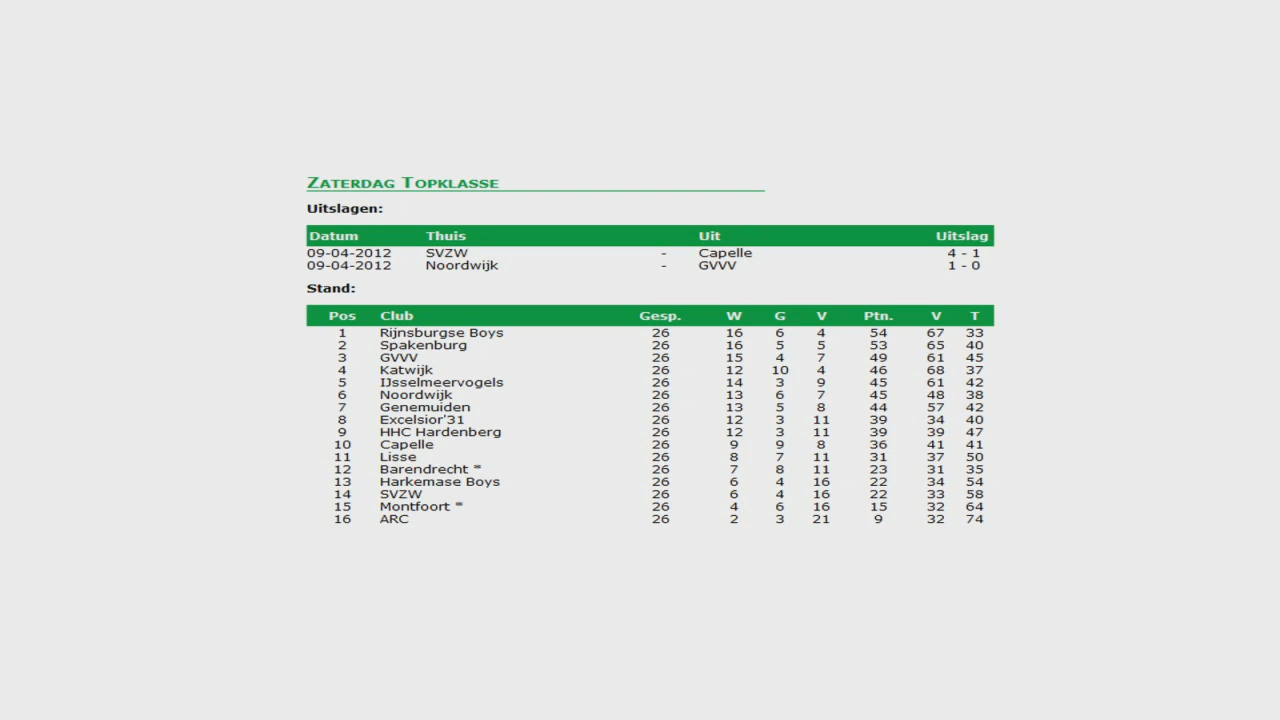 ZATERDAG TOPKLASSE
Uitslagen:
Datum Thuis Uit Uitslag
09-04-2012 SVZW - Capelle 4 - 1
09-04-2012 Noordwijk - GVVV 1 - 0
Stand:
Pos Club Gesp. W G V Ptn. V T
1 Rijnsburgse Boys 26 16 6 4 54 67 33
2 Spakenburg 26 16 5 5 53 65 40
3 GVVV 26 15 4 7 49 61 45
4 Katwijk 26 12 10 4 46 68 37
5 IJsselmeervogels 26 14 3 9 45 61 42
6 Noordwijk 26 13 6 7 45 48 38
7 Genemuiden 26 13 5 8 44 57 42
8 Excelsior'31 26 12 3 11 39 34 40
9 HHC Hardenberg 26 12 3 11 39 39 47
10 Capelle 26 9 9 8 36 41 41
11 Lisse 26 8 7 11 31 37 50
12 Barendrecht * 26 7 8 11 23 31 35
13 Harkemase Boys 26 6 4 16 22 34 54
14 SVZW 26 6 4 16 22 33 58
15 Montfoort * 26 4 6 16 15 32 64
16 ARC 26 2 3 21 9 32 74